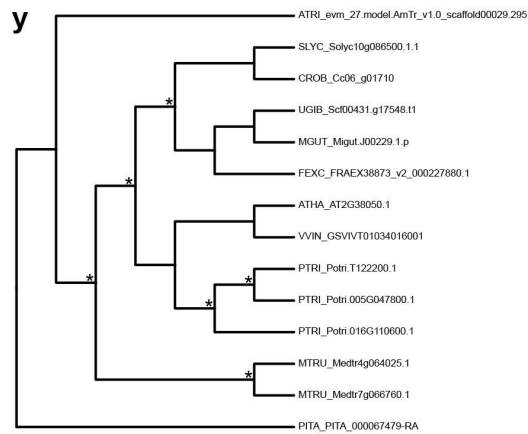 y
ATRI_evm_27.model.AmTr_v1.0_scaffold00029.295
SLYC_Solyc10g086500.1.1
CROB_Cc06_g01710
*
UGIB_Scf00431.g17548.t1
MGUT_Migut.J00229.1.p
FEXC_FRAEX38873_v2_000227880.1
*
ATHA_AT2G38050.1
VVIN_GSVIVT01034016001
PTRI_Potri.T122200.1
* *
PTRI_Potri.005G047800.1
*
PTRI_Potri.016G110600.1
MTRU_Medtr4g064025.1
*
MTRU_Medtr7g066760.1
PITA_PITA_000067479-RA